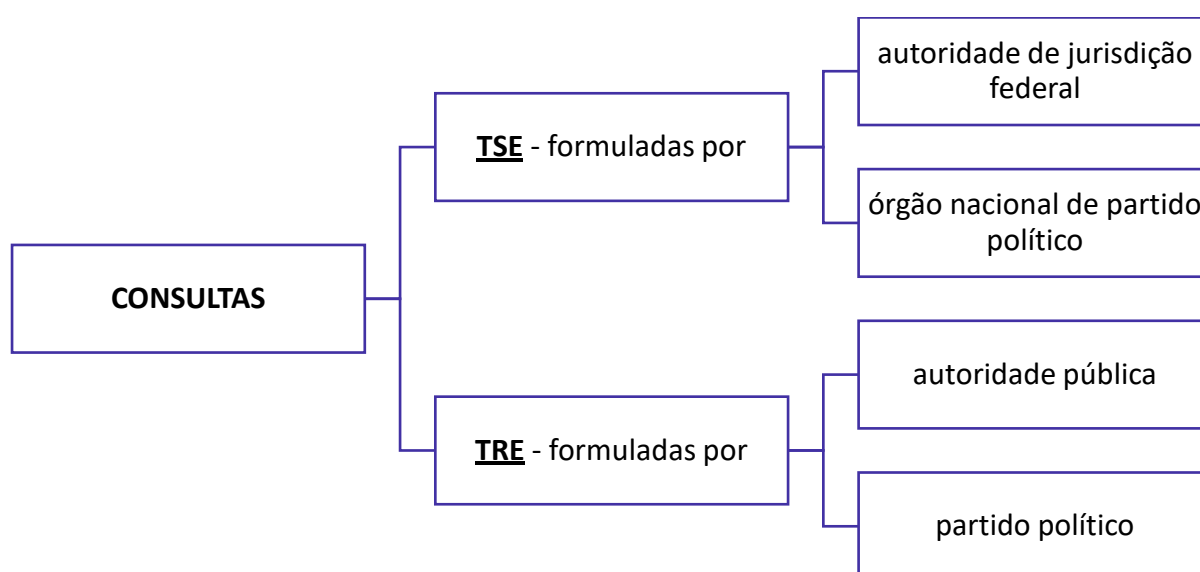 CONSULTAS
TSE - formuladas por
autoridade de jurisdição
federal
órgão nacional de partido
político
TRE - formuladas por
autoridade pública
partido político